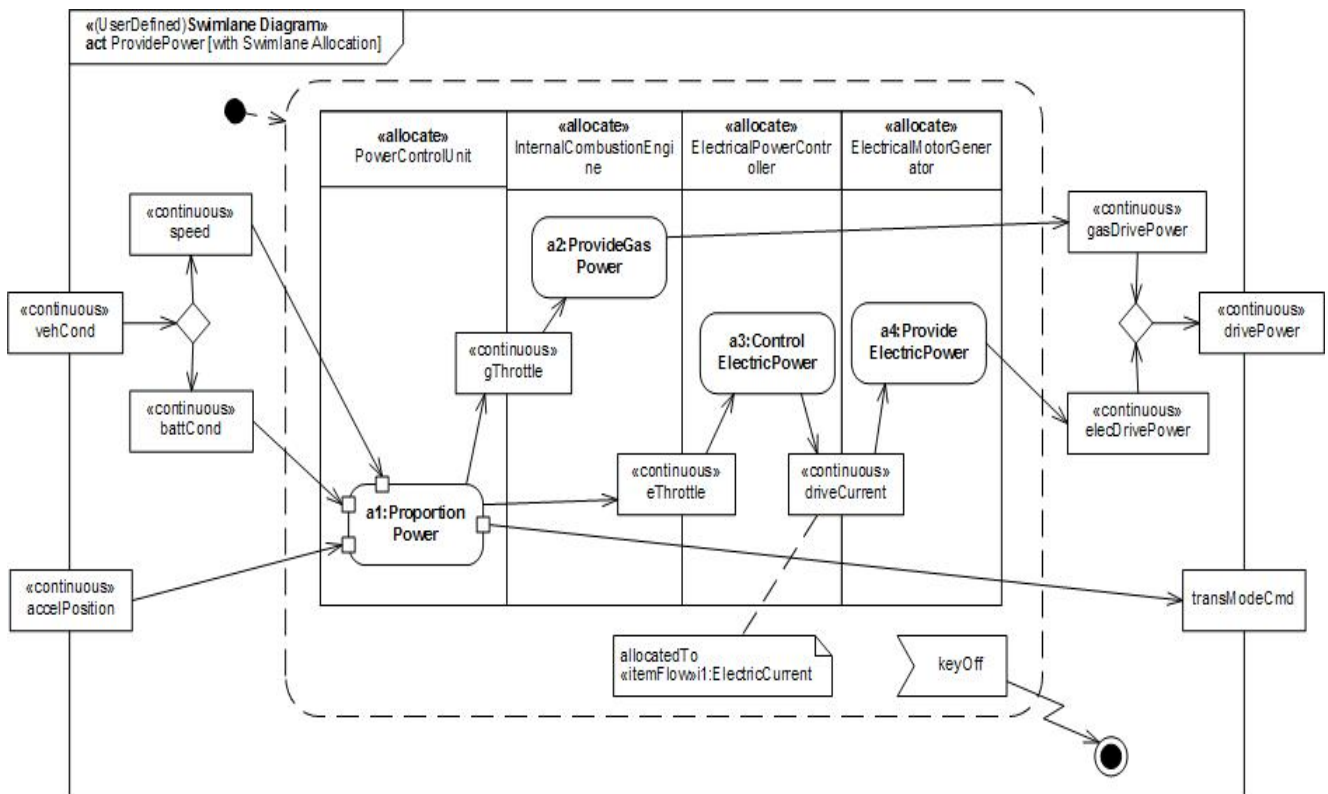 «(UserDefined)Swimlane Diagram»
act ProvidePower [with Swimlane Allocation]
«allocate»
PowerControlUnit
«allocate»
InternalCombustionEngi
ne
«allocate»
ElectricalPowerContr
oller
«allocate»
ElectricalMotorGener
ator
«continuous»
speed
«continuous»
vehCond
«continuous»
battCond
«continuous»
accelPosition
a1:Proportion
Power
«continuous»
gThrottle
a2:ProvideGas
Power
«continuous»
eThrottle
a3:Control
ElectricPower
«continuous»
driveCurrent
a4:Provide
ElectricPower
«continuous»
gasDrivePower
«continuous»
drivePower
«continuous»
elecDrivePower
transModeCmd
allocatedTo
«itemFlow»i1:ElectricCurrent
keyOff